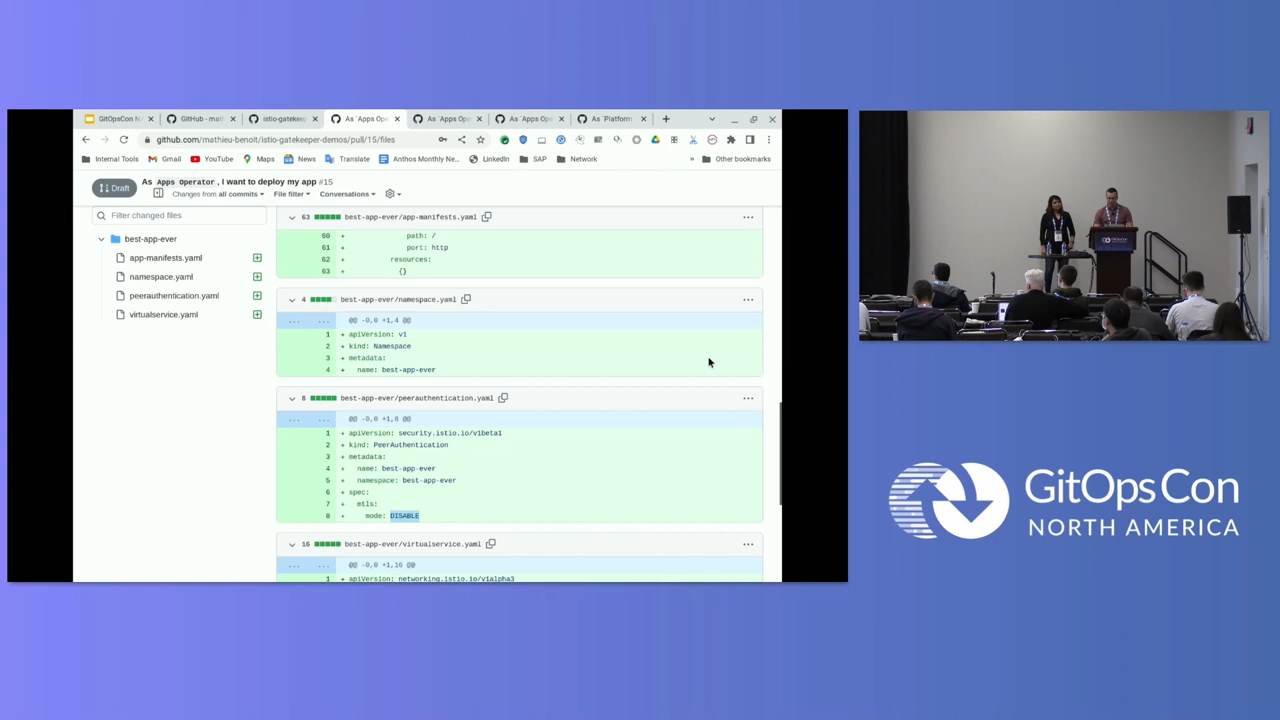 GitOpsCon N
GitHub - math
istio-gatekeep
As `Apps Oper
As `Apps Ope
As `Apps Ope
As `Platform
github.com/mathieu-benoit/istio-gatekeeper-demos/pull/15/files
Internal Tools
Gmail
YouTube
Maps
News
Translate
Anthos Monthly Ne...
LinkedIn
SAP
Network
»
Other bookmarks
Draft
As Apps Operator, I want to deploy my app #15
Changes from all commits
File filter
Conversations
Filter changed files
best-app-ever
app-manifests.yaml
namespace.yaml
peerauthentication.yaml
virtualservice.yaml
63 best-app-ever/app-manifests.yaml
60 + path: /
61 + port: http
62 + resources:
63 + {}
4 best-app-ever/namespace.yaml
... ... @@ -0,0 +1,4 @@
1 + apiVersion: v1
2 + kind: Namespace
3 + metadata:
4 + name: best-app-ever
8 best-app-ever/peerauthentication.yaml
... ... @@ -0,0 +1,8 @@
1 + apiVersion: security.istio.io/v1beta1
2 + kind: PeerAuthentication
3 + metadata:
4 + name: best-app-ever
5 + namespace: best-app-ever
6 + spec:
7 + mtls:
8 + mode: DISABLE
16 best-app-ever/virtualservice.yaml
... ... @@ -0,0 +1,16 @@
1 + apiVersion: networking.istio.io/v1alpha3
GitOpsCon
NORTH AMERICA